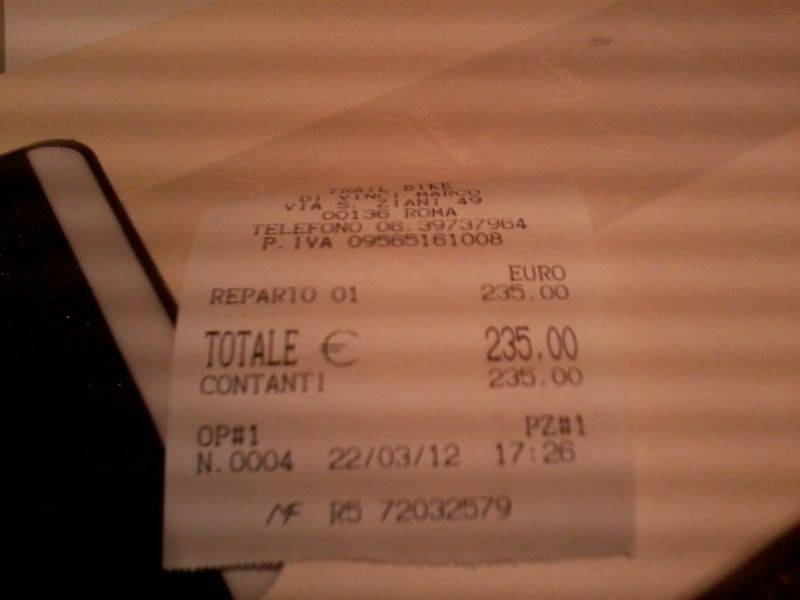 TRAIL BIKE
DI VINCI MARCO
VIA S. ZIANI 49
00136 ROMA
TELEFONO 06.39737964
P.IVA 09565161008
EURO
REPARTO 01 235.00
TOTALE € 235.00
CONTANTI 235.00
OP#1 PZ#1
N.0004 22/03/12 17:26
MF R5 72032579